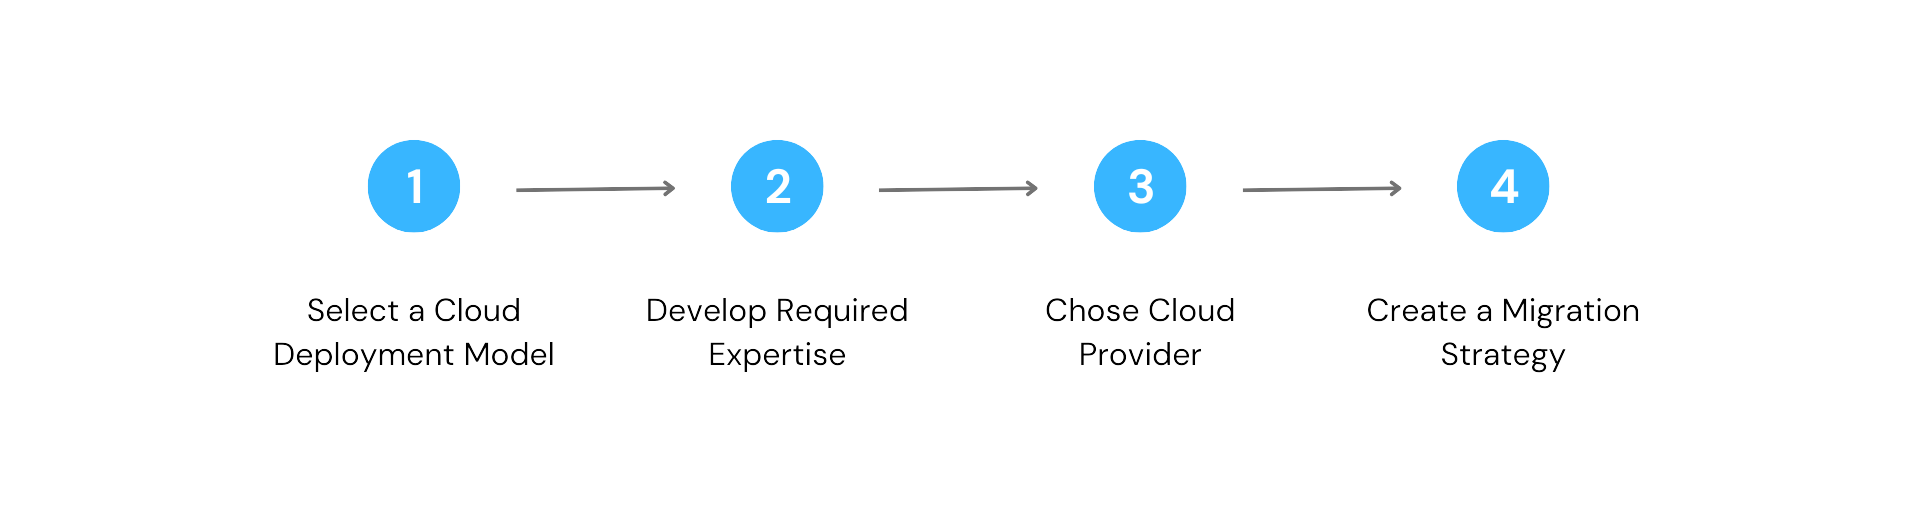 1
2
3
4
Select a Cloud
Deployment Model
Develop Required
Expertise
Chose Cloud
Provider
Create a Migration
Strategy